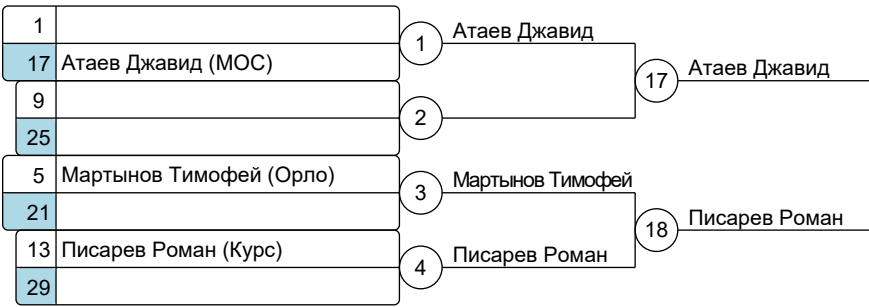 1
17 Атаев Джавид (МОС)
1 Атаев Джавид
9
25
2
17 Атаев Джавид
5 Мартынов Тимофей (Орло)
21
3 Мартынов Тимофей
13 Писарев Роман (Курс)
29
4 Писарев Роман
18 Писарев Роман